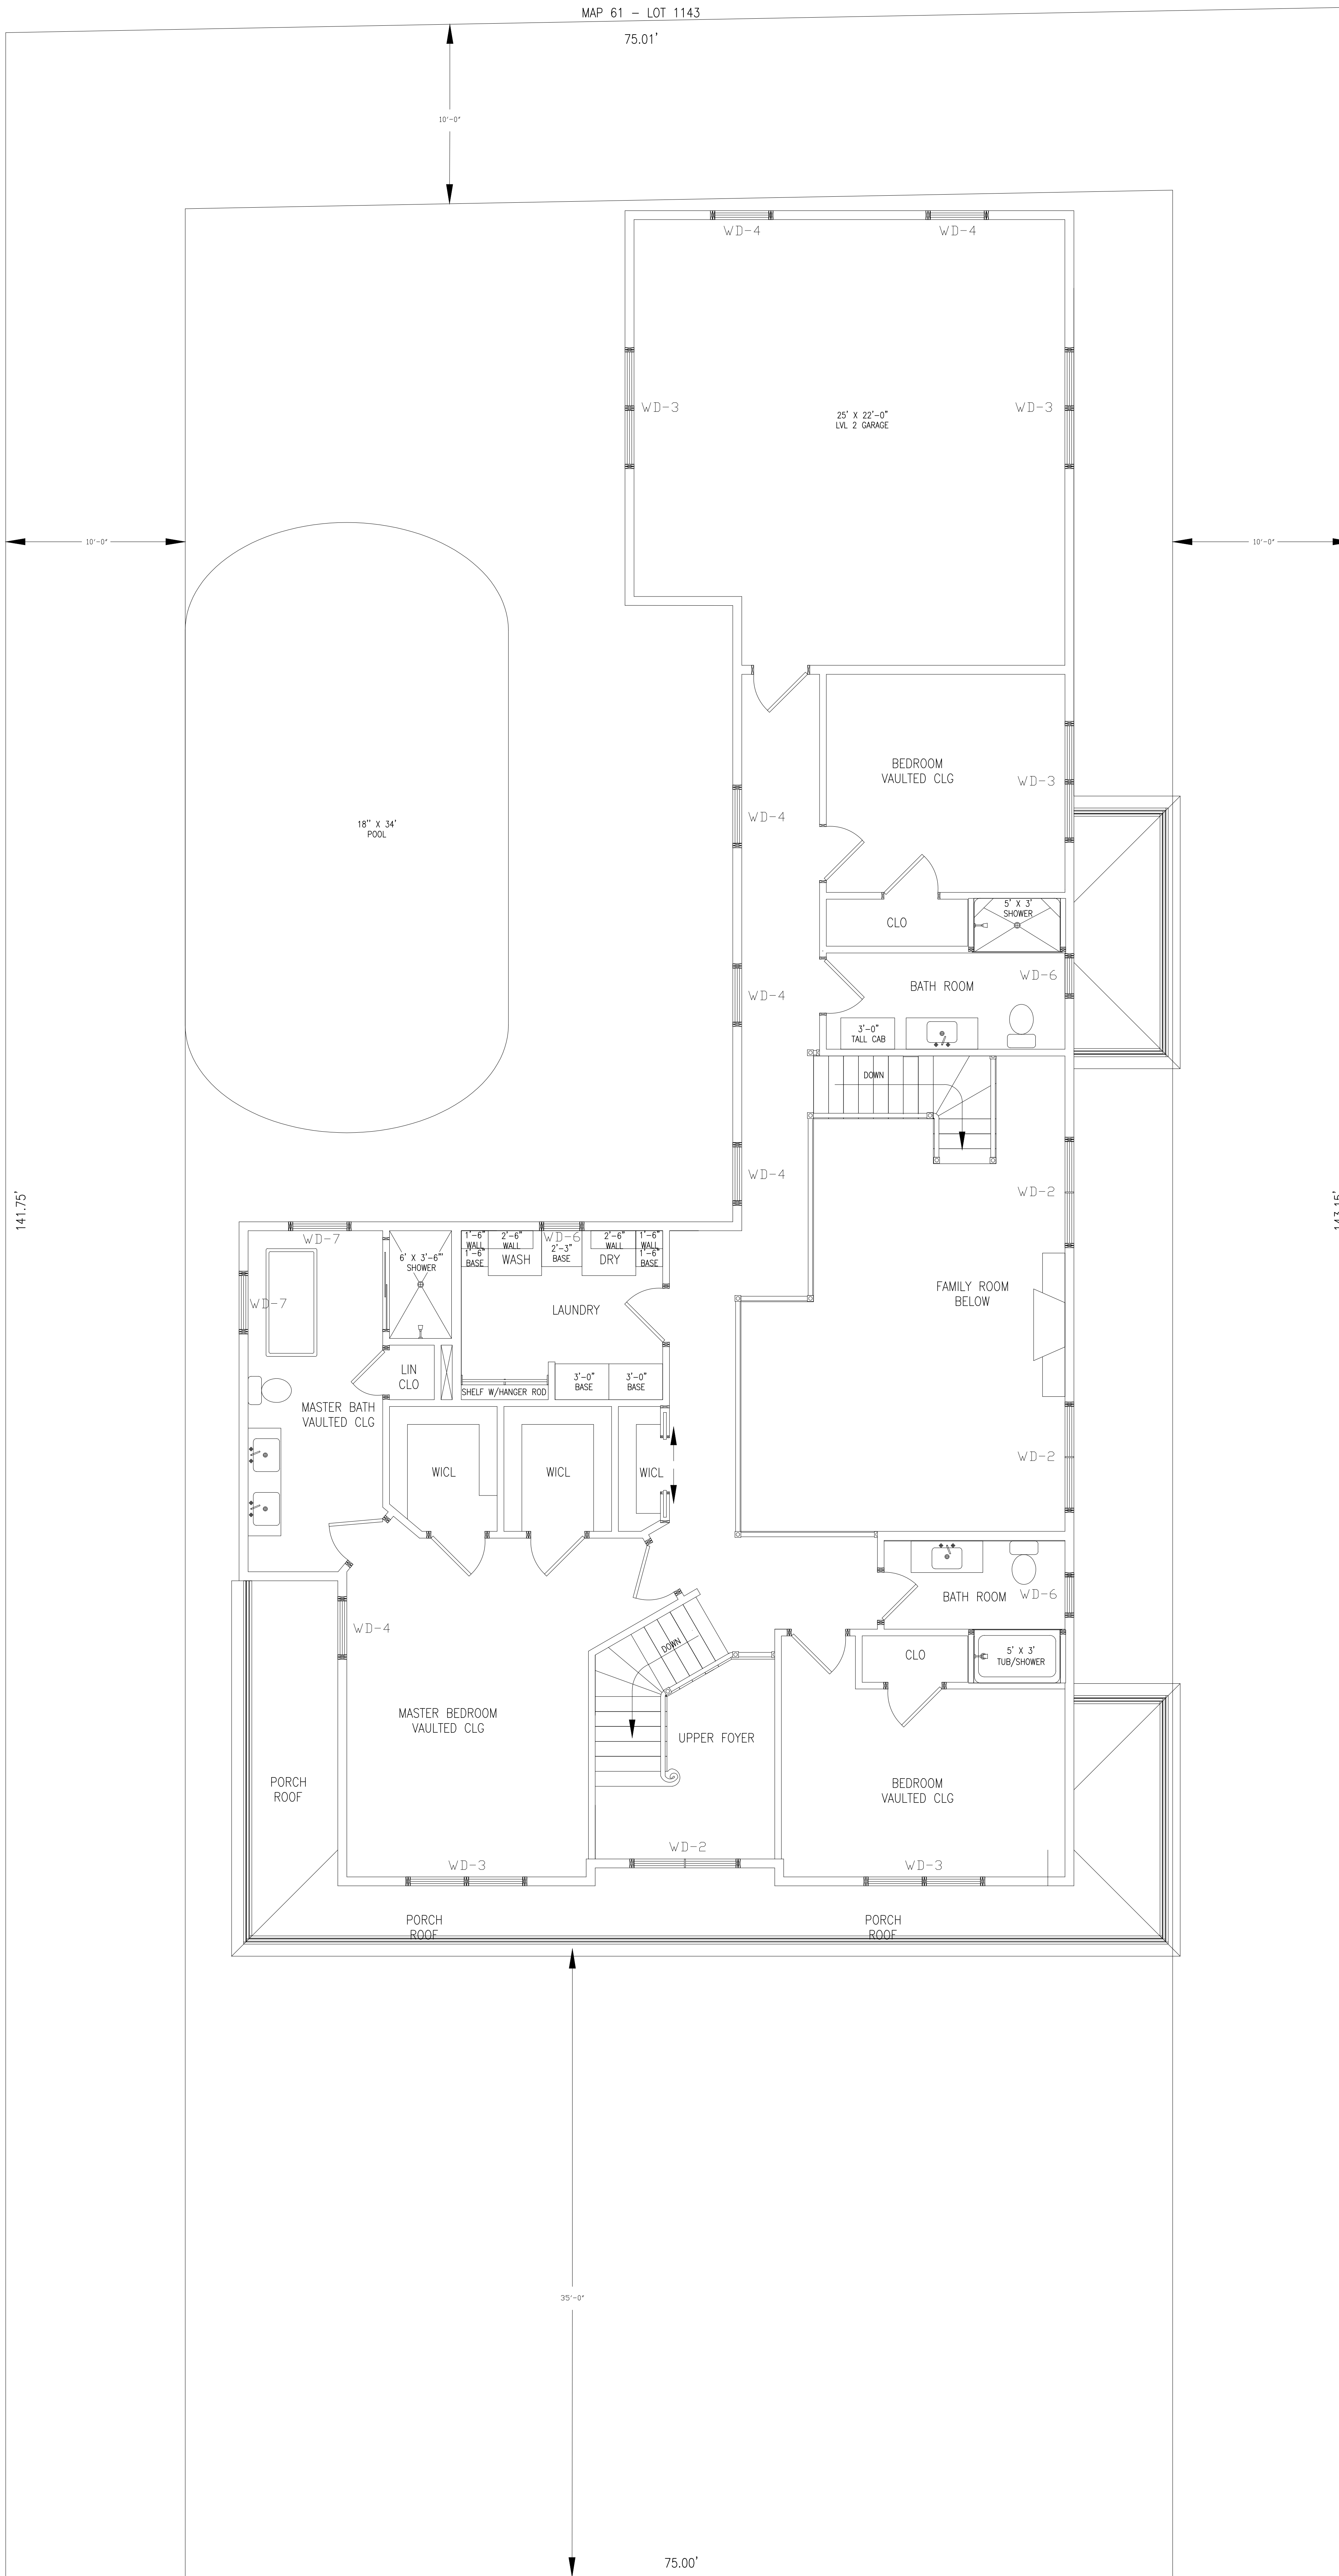 MAP 61 - LOT 1143
75.01'
10'-0"
WD-4
WD-4
WD-3
WD-3
25' X 22'-0"
LVL 2 GARAGE
10'-0"
10'-0"
BEDROOM
VAULTED CLG
WD-3
WD-4
18'' X 34'
POOL
5' X 3'
SHOWER
CLO
WD-6
BATH ROOM
WD-4
3'-0"
TALL CAB
DOWN
WD-4
WD-2
141.75'
143.15'
WD-7
WD-6
1'-6"
WALL
1'-6"
BASE
2'-6"
WALL
WASH
2'-3"
BASE
2'-6"
WALL
DRY
1'-6"
WALL
1'-6"
BASE
6' X 3'-6'"
SHOWER
WD-7
LAUNDRY
FAMILY ROOM
BELOW
LIN
CLO
3'-0"
BASE
3'-0"
BASE
SHELF W/HANGER ROD
MASTER BATH
VAULTED CLG
WICL
WICL
WICL
WD-2
WD-6
BATH ROOM
WD-4
DOWN
CLO
5' X 3'
TUB/SHOWER
MASTER BEDROOM
VAULTED CLG
UPPER FOYER
PORCH
ROOF
BEDROOM
VAULTED CLG
WD-2
WD-3
WD-3
PORCH
ROOF
PORCH
ROOF
35'-0"
75.00'